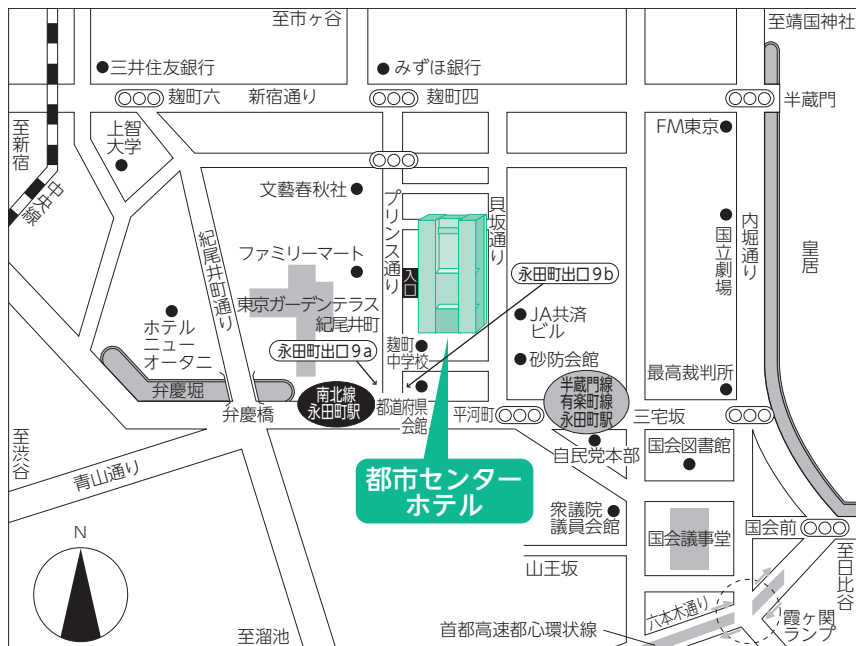 至市ヶ谷
至靖国神社
三井住友銀行
みずほ銀行
麹町六
新宿通り
麹町四
半蔵門
至新宿
上智
大学
FM東京
中央線
文藝春秋社
プリンス通り
貝坂通り
紀尾井町通り
ファミリーマート
入口
永田町出口9b
国立劇場
内堀通り
皇居
東京ガーデンテラス
紀尾井町
ホテル
ニュー
オータニ
JA共済
ビル
永田町出口9a
麹町
中学校
砂防会館
弁慶堀
南北線
永田町駅
半蔵門線
有楽町線
永田町駅
最高裁判所
弁慶橋
都道府県
会館
平河町
三宅坂
至渋谷
青山通り
自民党本部
国会図書館
都市センター
ホテル
衆議院
議員会館
国会議事堂
国会前
N
山王坂
至日比谷
六本木通り
霞ヶ関
ランプ
至溜池
首都高速都心環状線